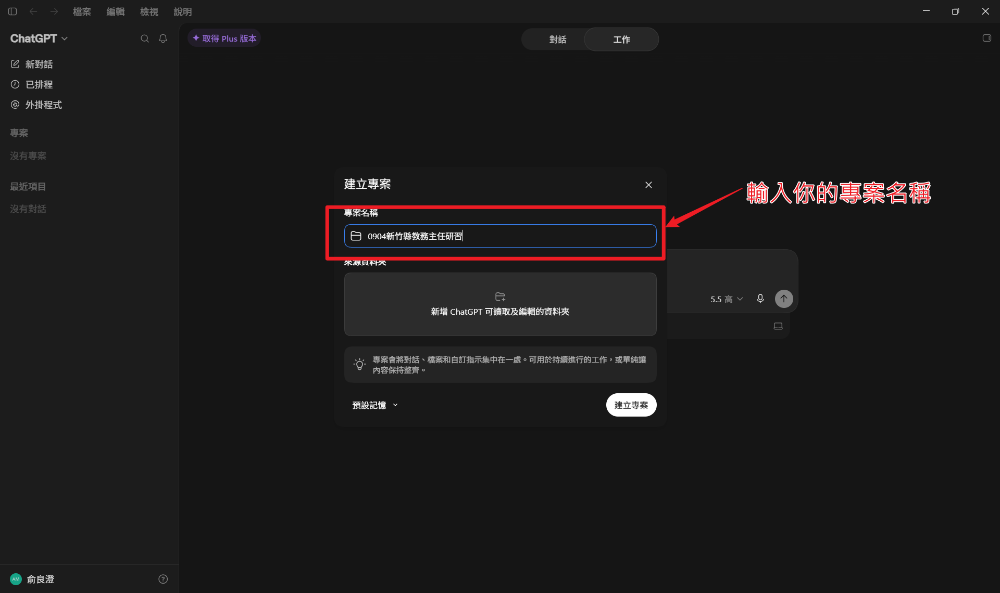 檔案 編輯 檢視 說明
ChatGPT
取得 Plus 版本
對話 工作
新對話
已排程
外掛程式
專案
沒有專案
最近項目
沒有對話
建立專案
輸入你的專案名稱
專案名稱
0904新竹縣教務主任研習
來源資料夾
新增 ChatGPT 可讀取及編輯的資料夾
5.5 高
專案會將對話、檔案和自訂指示集中在一處。可用於持續進行的工作，或單純讓
內容保持整齊。
預設記憶
建立專案
AM 俞良澄